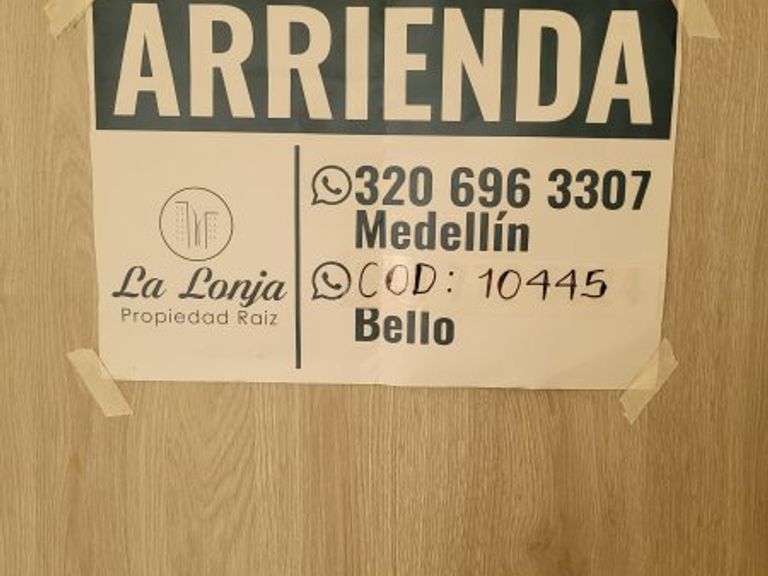 ARRIENDA
La Lonja
Propiedad Raiz
320 696 3307
Medellín
COD: 10445
Bello